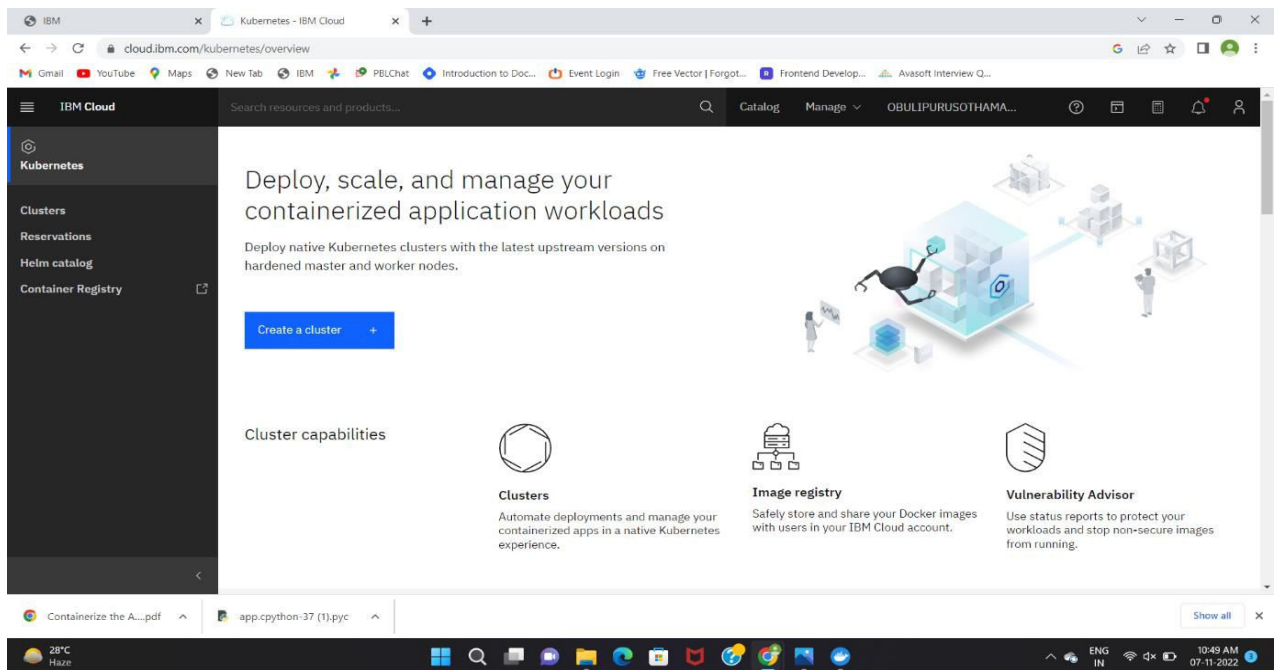 IBM
Kubernetes - IBM Cloud
cloud.ibm.com/kubernetes/overview
G
Gmail
YouTube
Maps
New Tab
IBM
PBLChat
Introduction to Doc...
Event Login
Free Vector | Forgot...
Frontend Develop...
Avasoft Interview Q...
IBM Cloud
Search resources and products...
Catalog
Manage
OBULIPURUSOTHAMA...
Kubernetes
Clusters
Reservations
Helm catalog
Container Registry
Deploy, scale, and manage your
containerized application workloads
Deploy native Kubernetes clusters with the latest upstream versions on
hardened master and worker nodes.
Create a cluster +
Cluster capabilities
Clusters
Automate deployments and manage your
containerized apps in a native Kubernetes
experience.
Image registry
Safely store and share your Docker images
with users in your IBM Cloud account.
Vulnerability Advisor
Use status reports to protect your
workloads and stop non-secure images
from running.
Containerize the A....pdf
app.cpython-37 (1).pyc
Show all
28°C
Haze
ENG
IN
10:49 AM
07-11-2022
3